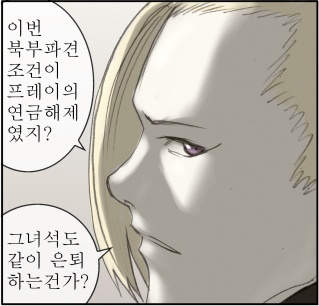 이번
북부파견
조건이
프레이의
연금해제
였지?
그녀석도
같이 은퇴
하는건가?